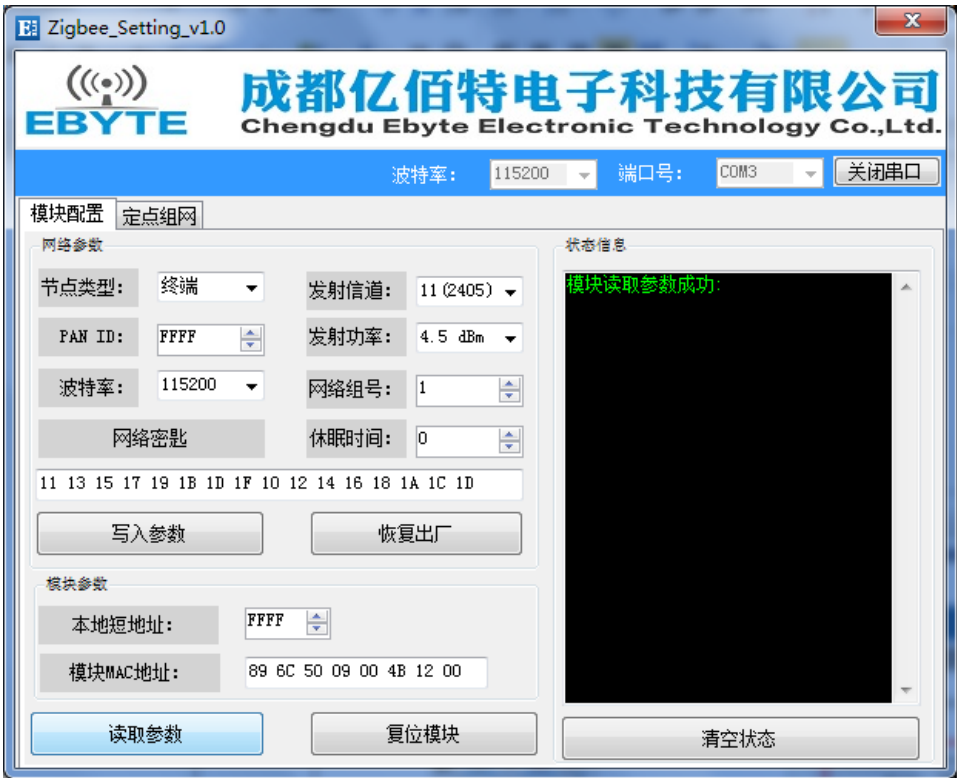 Zigbee_Setting_v1.0
EBYTE
成都亿佰特电子科技有限公司
Chengdu Ebyte Electronic Technology Co.,Ltd.
波特率： 115200 端口号： COM3 关闭串口
模块配置 定点组网
网络参数
节点类型： 终端 发射信道： 11(2405)
PAN ID: FFFF 发射功率： 4.5 dBm
波特率： 115200 网络组号： 1
网络密匙 休眠时间： 0
11 13 15 17 19 1B 1D 1F 10 12 14 16 18 1A 1C 1D
写入参数 恢复出厂
模块参数
本地短地址： FFFF
模块MAC地址： 89 6C 50 09 00 4B 12 00
读取参数 复位模块
状态信息
模块读取参数成功:
清空状态